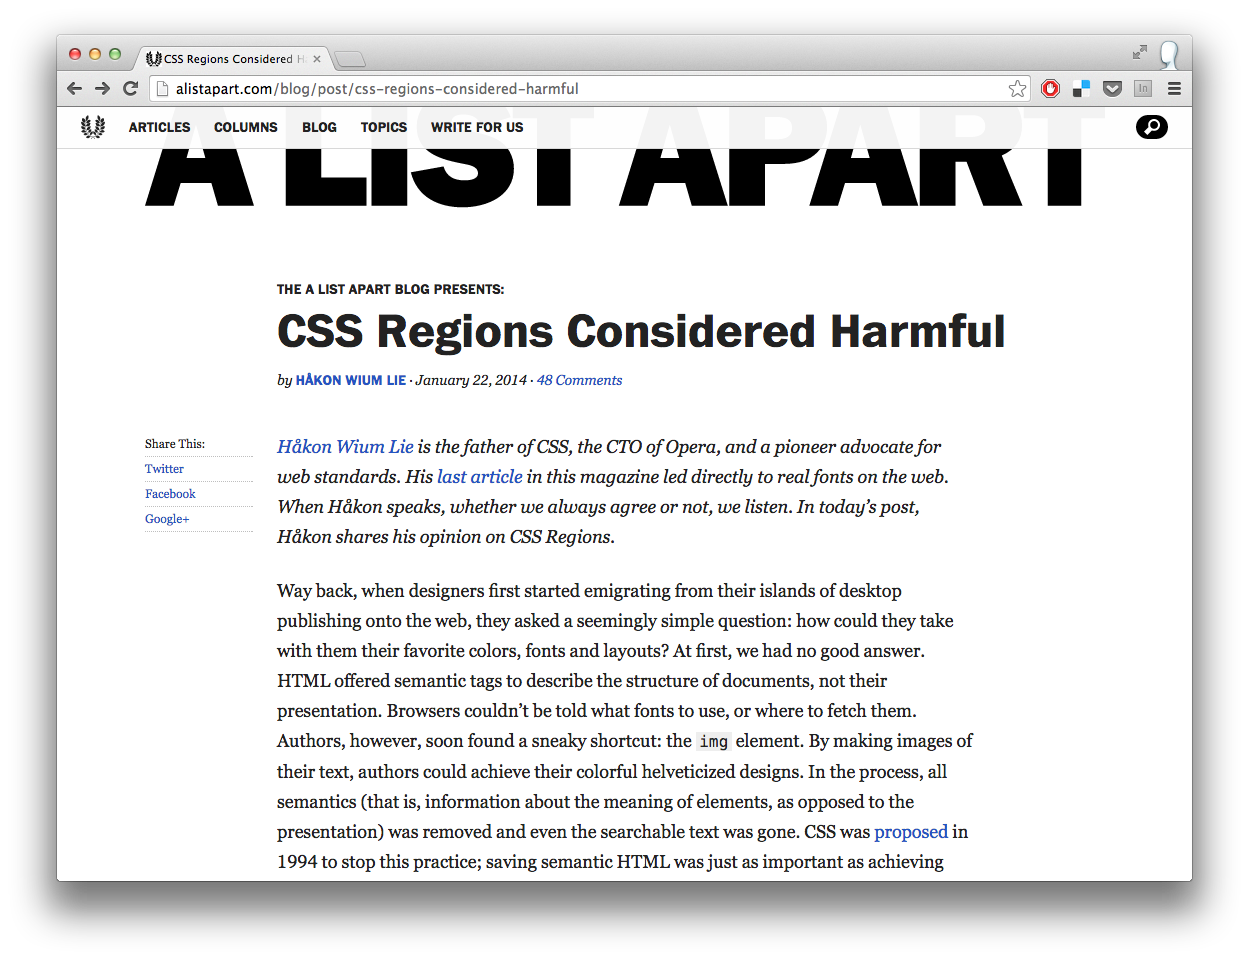 CSS Regions Considered H
alistapart.com/blog/post/css-regions-considered-harmful
In
ARTICLES COLUMNS BLOG TOPICS WRITE FOR US
A LIST APART
THE A LIST APART BLOG PRESENTS:
CSS Regions Considered Harmful
by HÅKON WIUM LIE · January 22, 2014 · 48 Comments
Share This:
Twitter
Facebook
Google+
Håkon Wium Lie is the father of CSS, the CTO of Opera, and a pioneer advocate for
web standards. His last article in this magazine led directly to real fonts on the web.
When Håkon speaks, whether we always agree or not, we listen. In today’s post,
Håkon shares his opinion on CSS Regions.
Way back, when designers first started emigrating from their islands of desktop
publishing onto the web, they asked a seemingly simple question: how could they take
with them their favorite colors, fonts and layouts? At first, we had no good answer.
HTML offered semantic tags to describe the structure of documents, not their
presentation. Browsers couldn’t be told what fonts to use, or where to fetch them.
Authors, however, soon found a sneaky shortcut: the img element. By making images of
their text, authors could achieve their colorful helveticized designs. In the process, all
semantics (that is, information about the meaning of elements, as opposed to the
presentation) was removed and even the searchable text was gone. CSS was proposed in
1994 to stop this practice; saving semantic HTML was just as important as achieving